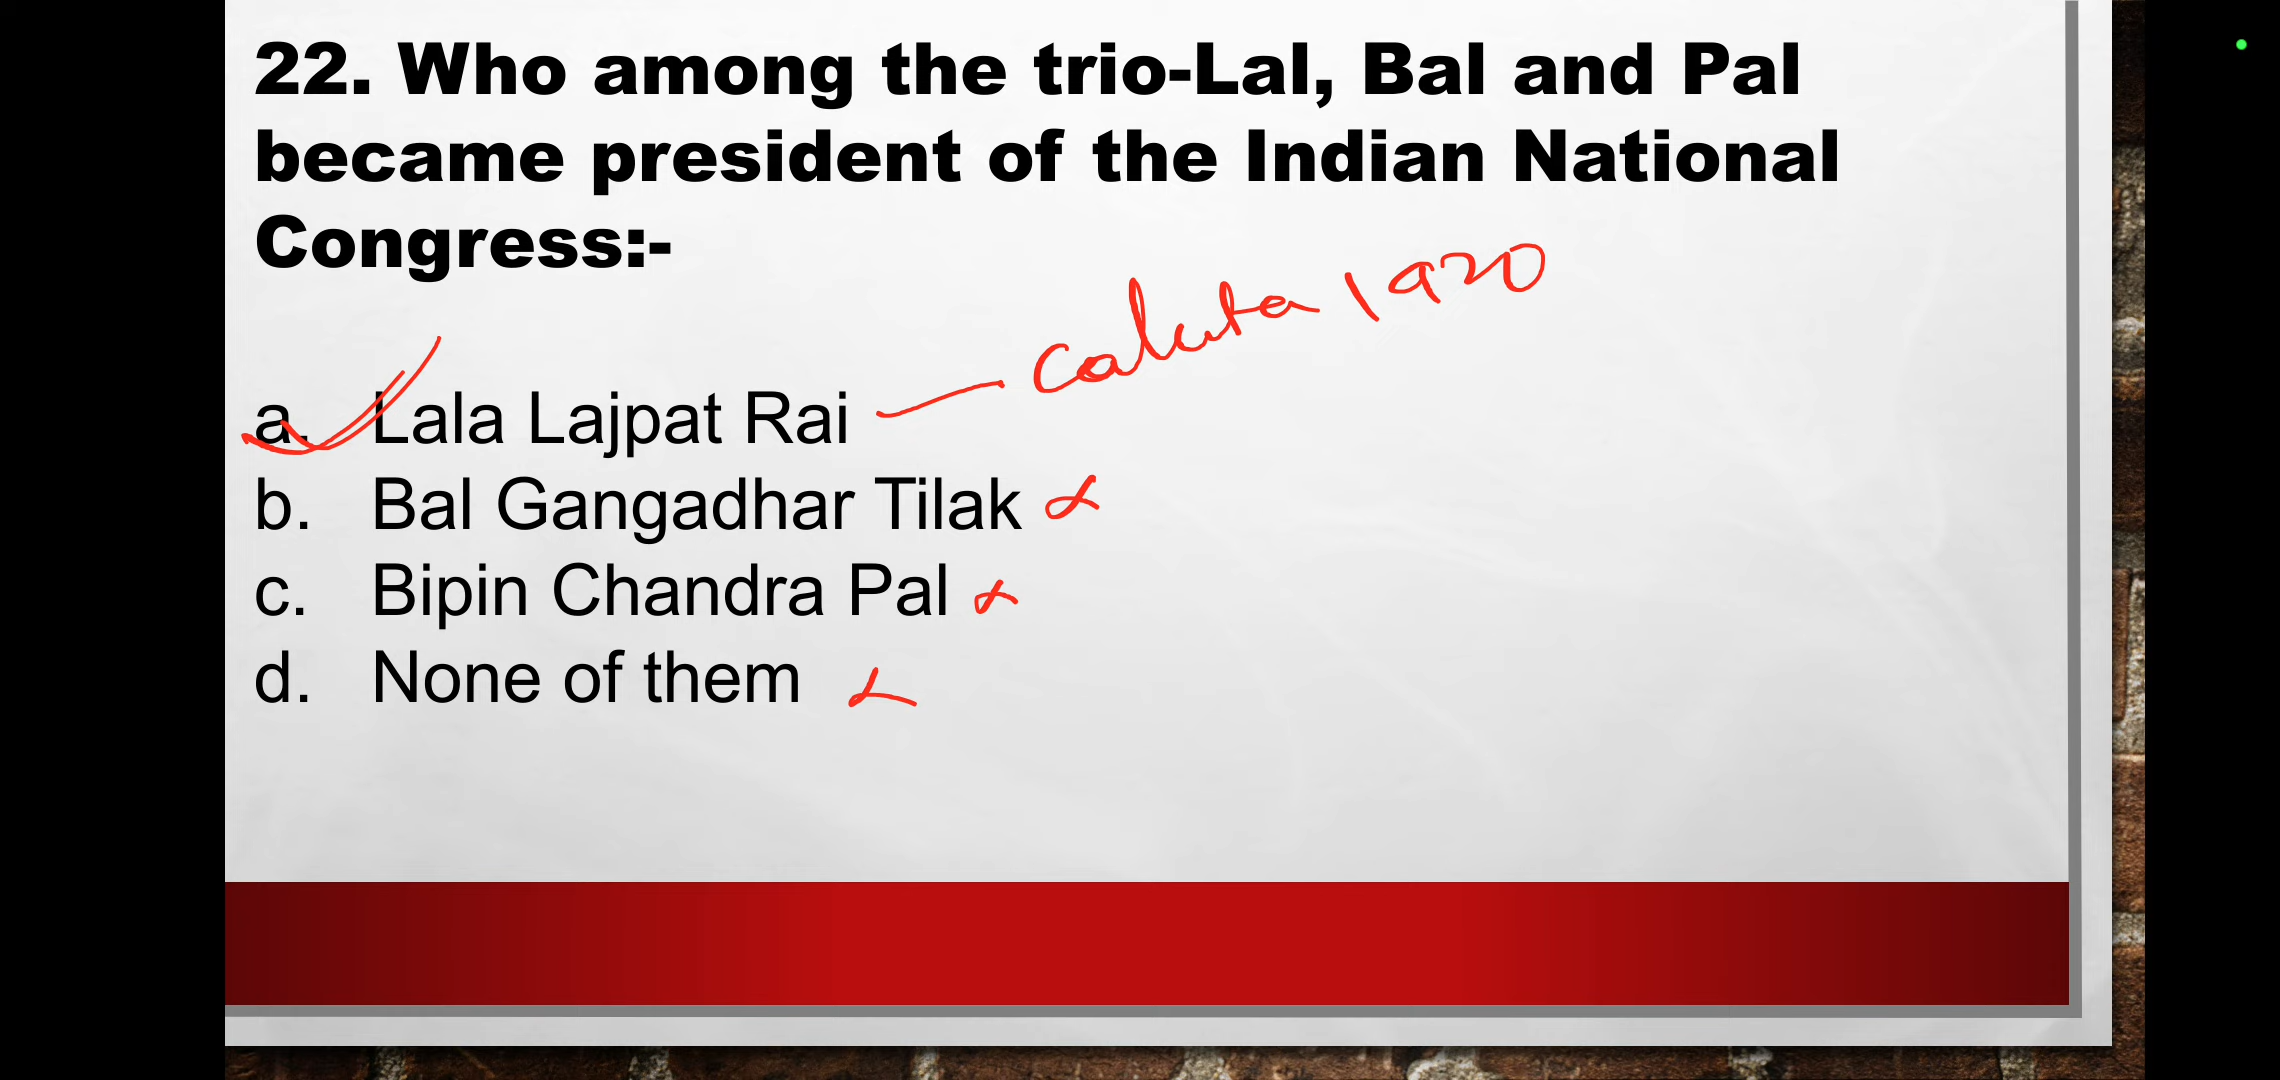 22. Who among the trio-Lal, Bal and Pal
became president of the Indian National
Congress:-
a. Lala Lajpat Rai — Calcuta 1920
b. Bal Gangadhar Tilak x
c. Bipin Chandra Pal x
d. None of them x